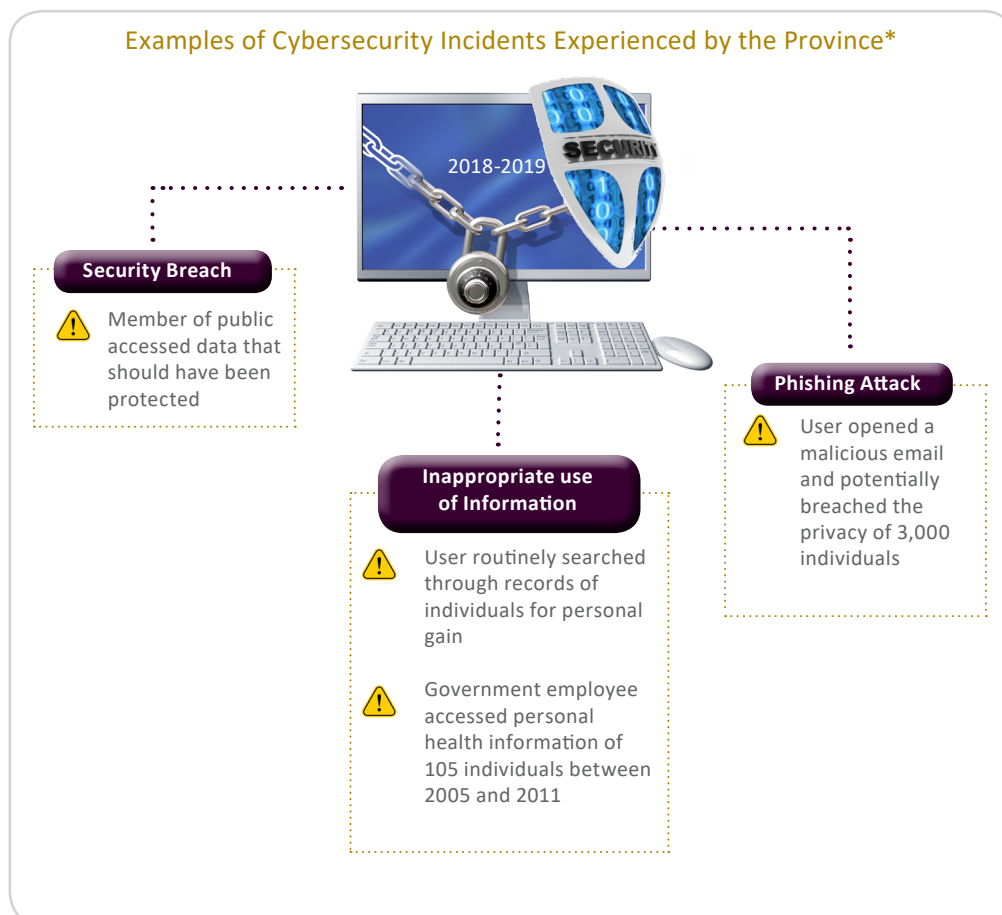 Examples of Cybersecurity Incidents Experienced by the Province*
2018-2019
SECURITY
Security Breach
Member of public
accessed data that
should have been
protected
Inappropriate use
of Information
User routinely searched
through records of
individuals for personal
gain
Government employee
accessed personal
health information of
105 individuals between
2005 and 2011
Phishing Attack
User opened a
malicious email
and potentially
breached the
privacy of 3,000
individuals